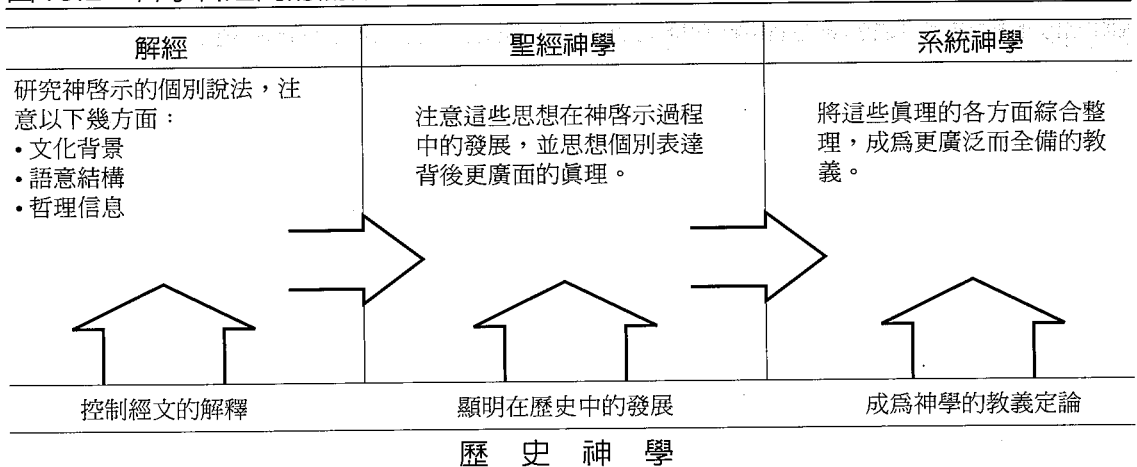 解經
聖經神學
系統神學
研究神啓示的個別說法，注
意以下幾方面：
•文化背景
•語意結構
•哲理信息
注意這些思想在神啓示過程
中的發展，並思想個別表達
背後更廣面的眞理。
將這些眞理的各方面綜合整
理，成爲更廣泛而全備的教
義。
控制經文的解釋
顯明在歷史中的發展
成爲神學的教義定論
歷史神學